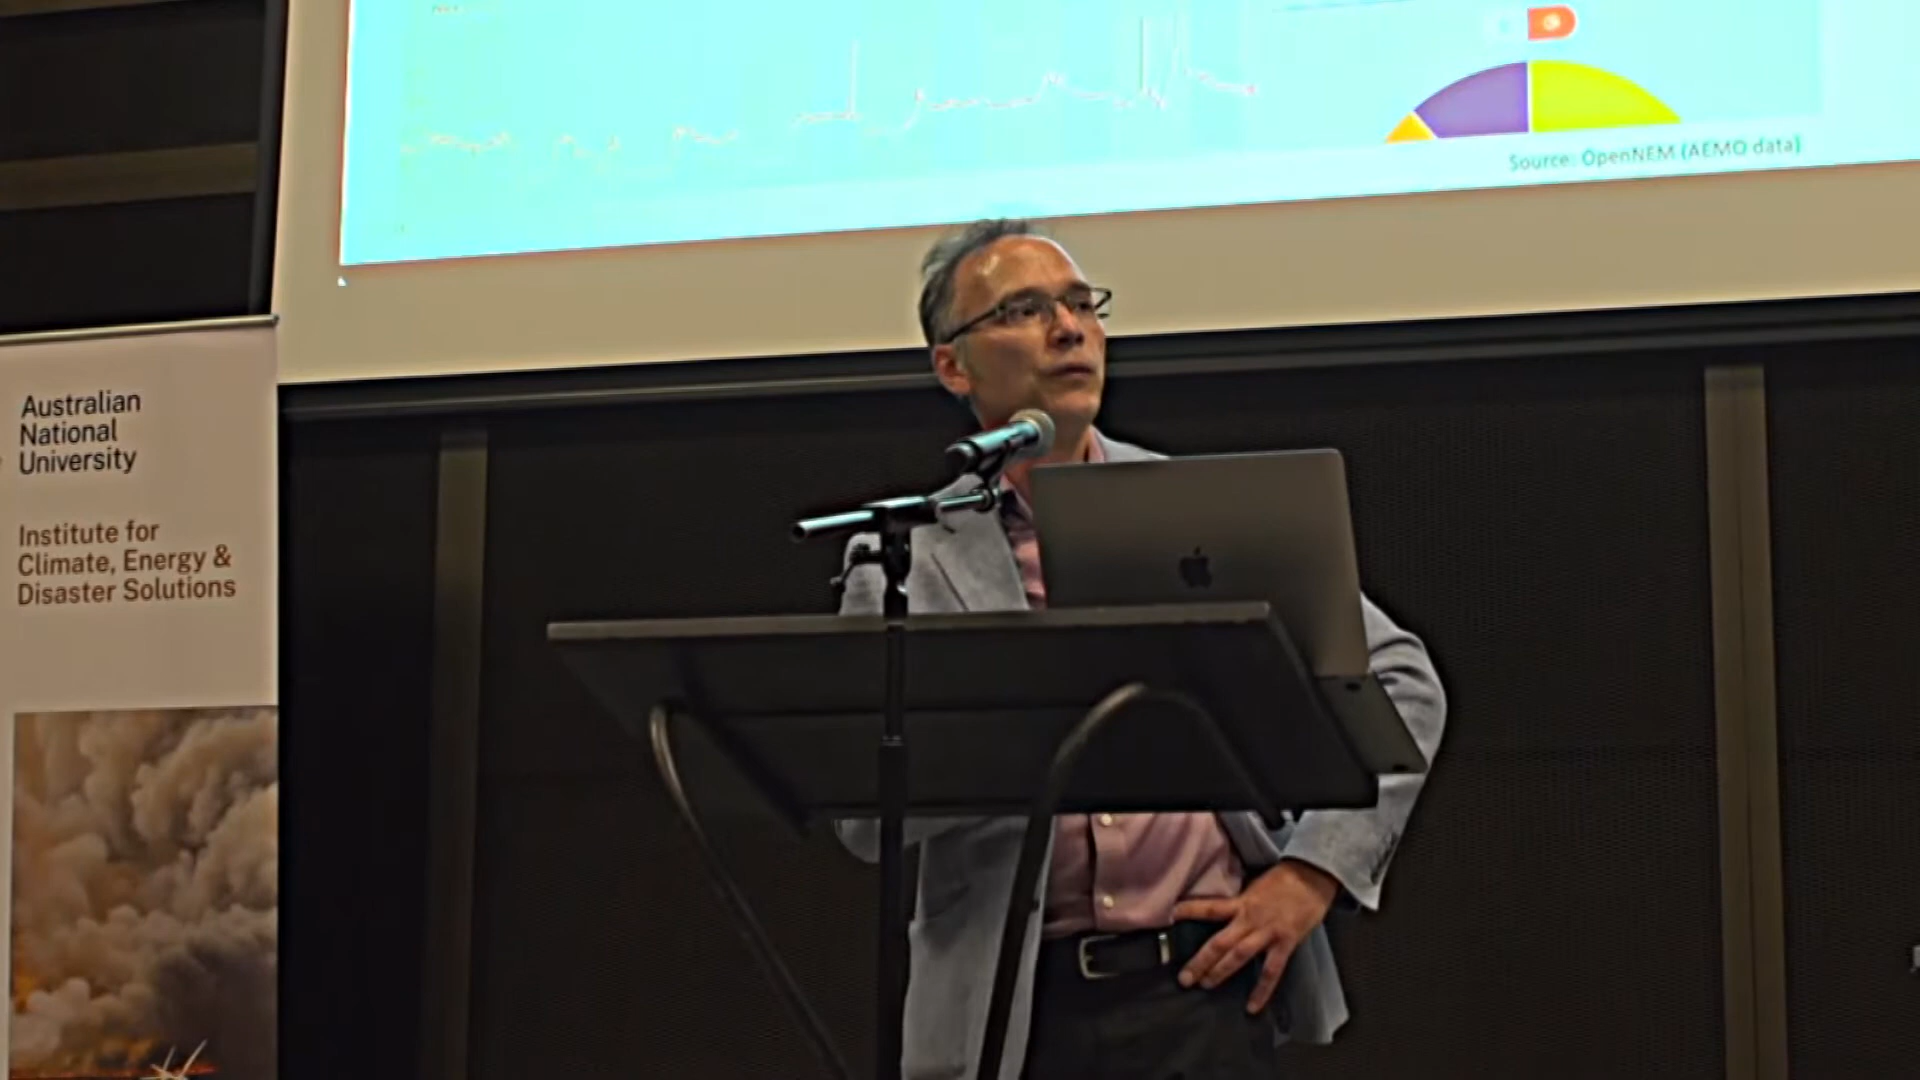 Source: OpenNEM (AEMO data)
Australian
National
University
Institute for
Climate, Energy &
Disaster Solutions